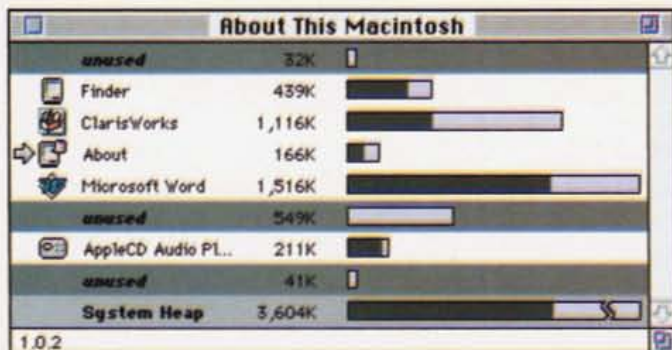 About This Macintosh
unused 32K
Finder 439K
ClarisWorks 1,116K
About 166K
Microsoft Word 1,516K
unused 549K
AppleCD Audio Pl... 211K
unused 41K
System Heap 3,604K
1.0.2